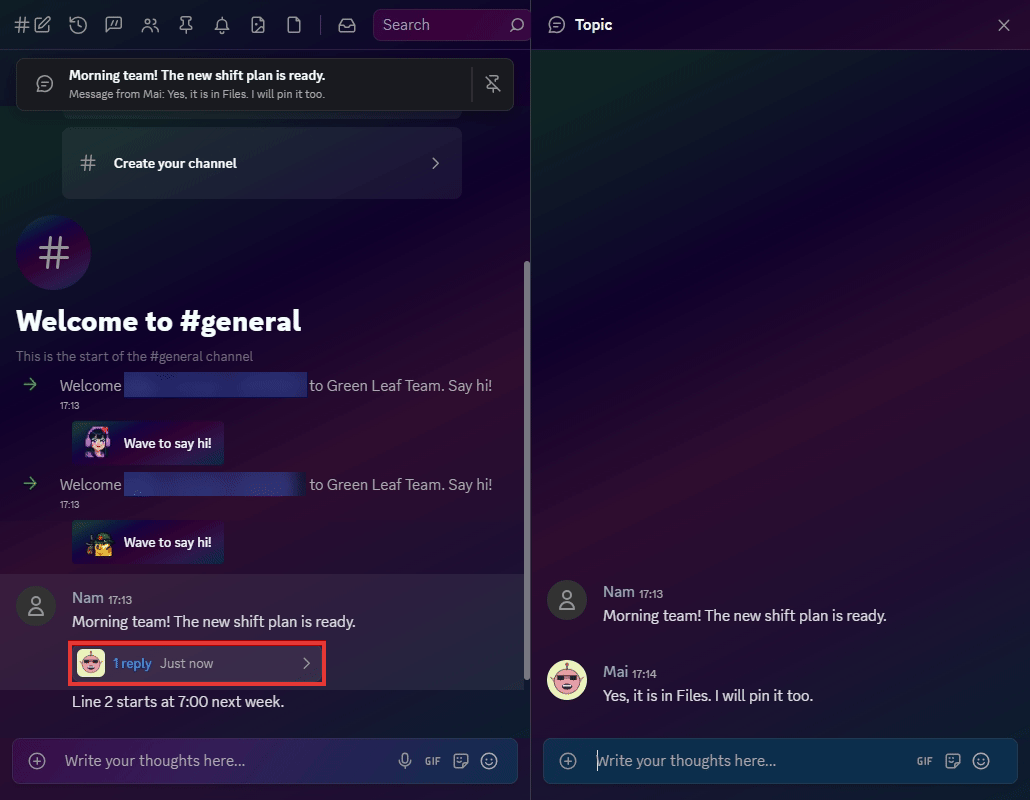 Search
Morning team! The new shift plan is ready.
Message from Mai: Yes, it is in Files. I will pin it too.
Create your channel
Welcome to #general
This is the start of the #general channel
Welcome to Green Leaf Team. Say hi!
17:13
Wave to say hi!
Welcome to Green Leaf Team. Say hi!
17:13
Wave to say hi!
Nam 17:13
Morning team! The new shift plan is ready.
1 reply Just now
Line 2 starts at 7:00 next week.
Write your thoughts here...
GIF
Topic
Nam 17:13
Morning team! The new shift plan is ready.
Mai 17:14
Yes, it is in Files. I will pin it too.
Write your thoughts here...
GIF